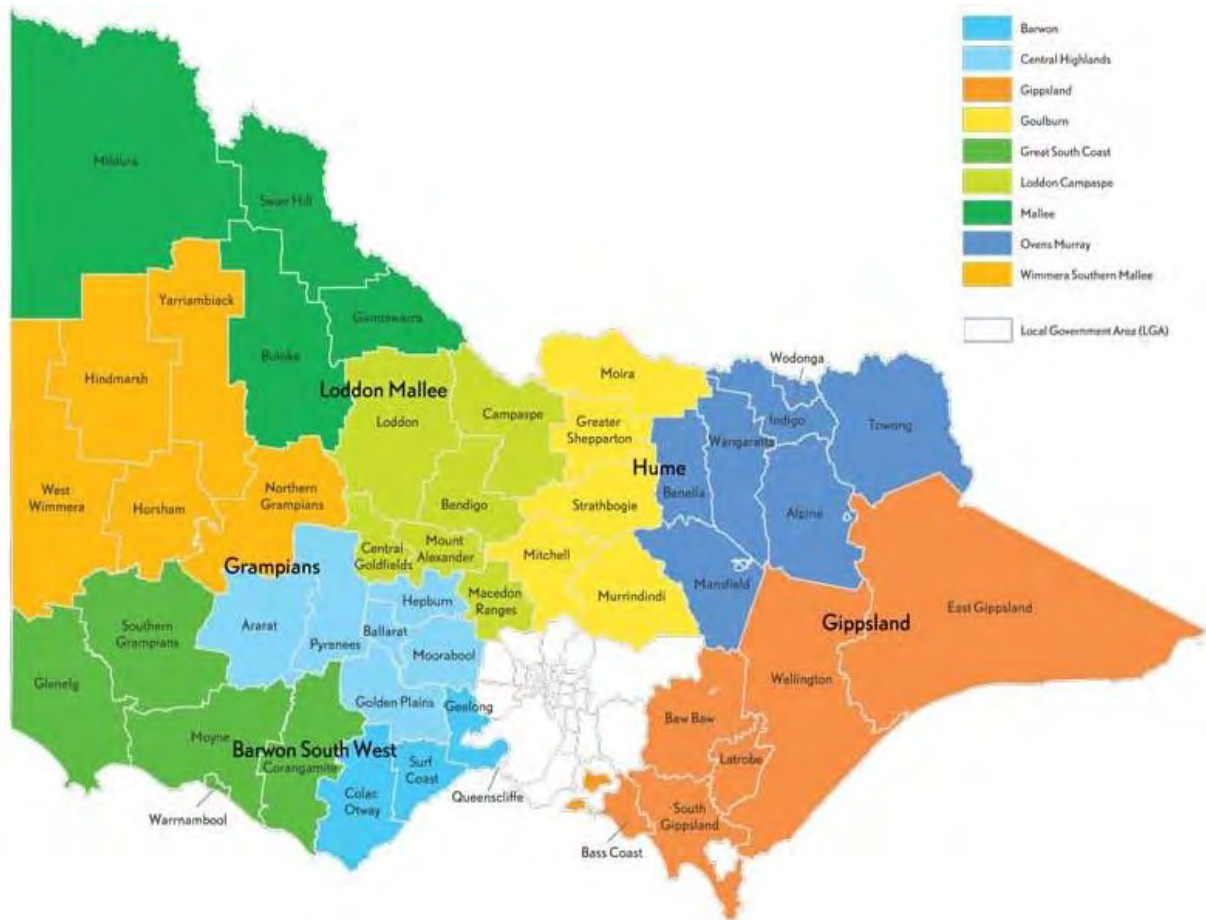 Barwon
Central Highlands
Gippsland
Goulburn
Great South Coast
Loddon Campaspe
Mallee
Ovens Murray
Wimmera Southern Mallee
Local Government Area (LGA)
Mildura
Swan Hill
Yarriambiack
Gannawarra
Hindmarsh
Buloke
Loddon Mallee
Loddon
Campaspe
Moira
Wodonga
Greater
Shepparton
Wangaratta
Indigo
Towong
Hume
Benella
West
Wimmera
Horsham
Northern
Grampians
Bendigo
Strathbogie
Alpine
Central
Goldfields
Mount
Alexander
Mitchell
Grampians
Mansfield
Macedon
Ranges
Murrindindi
Hepburn
East Gippsland
Southern
Grampians
Ararat
Pyrenees
Ballarat
Moorabool
Gippsland
Glenelg
Wellington
Golden Plains
Geelong
Baw Baw
Moyne
Barwon South West
Corangamiter
Surf
Coast
Latrobe
Colac
Otway
Queenscliffe
Warrnambool
South
Gippsland
Bass Coast